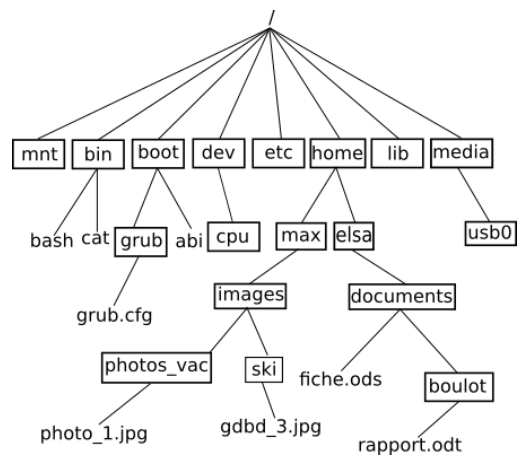 /
mnt bin boot dev etc home lib media
bash cat grub abi cpu max elsa usb0
grub.cfg images documents
photos_vac ski fiche.ods boulot
photo_1.jpg gdbd_3.jpg rapport.odt